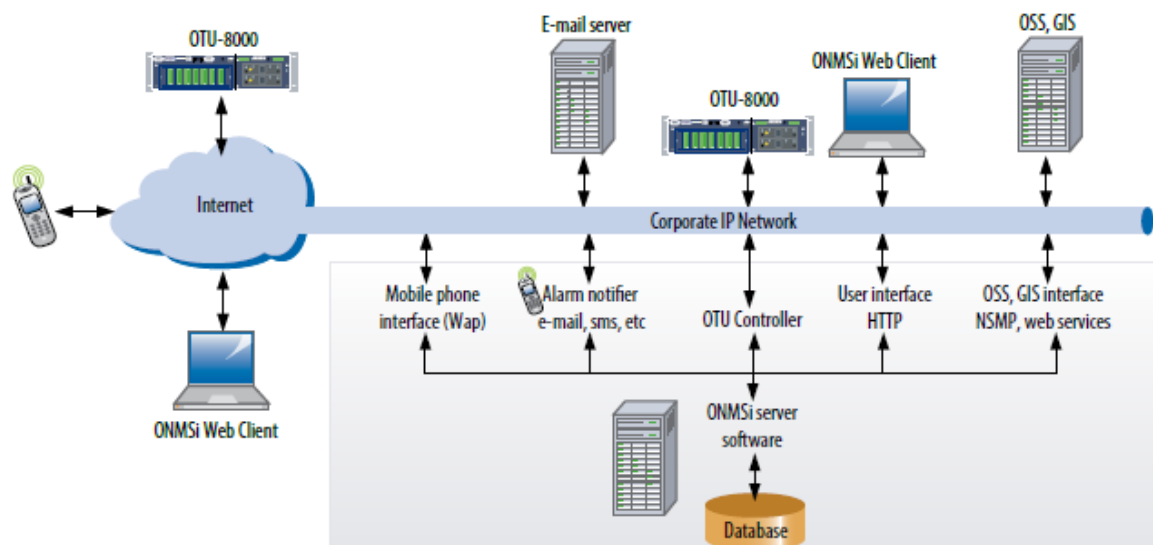 OTU-8000
E-mail server
OSS, GIS
ONMSi Web Client
OTU-8000
Internet
Corporate IP Network
Mobile phone
interface (Wap)
Alarm notifier
e-mail, sms, etc
OTU Controller
User interface
HTTP
OSS, GIS interface
NSMP, web services
ONMSi Web Client
ONMSi server
software
Database